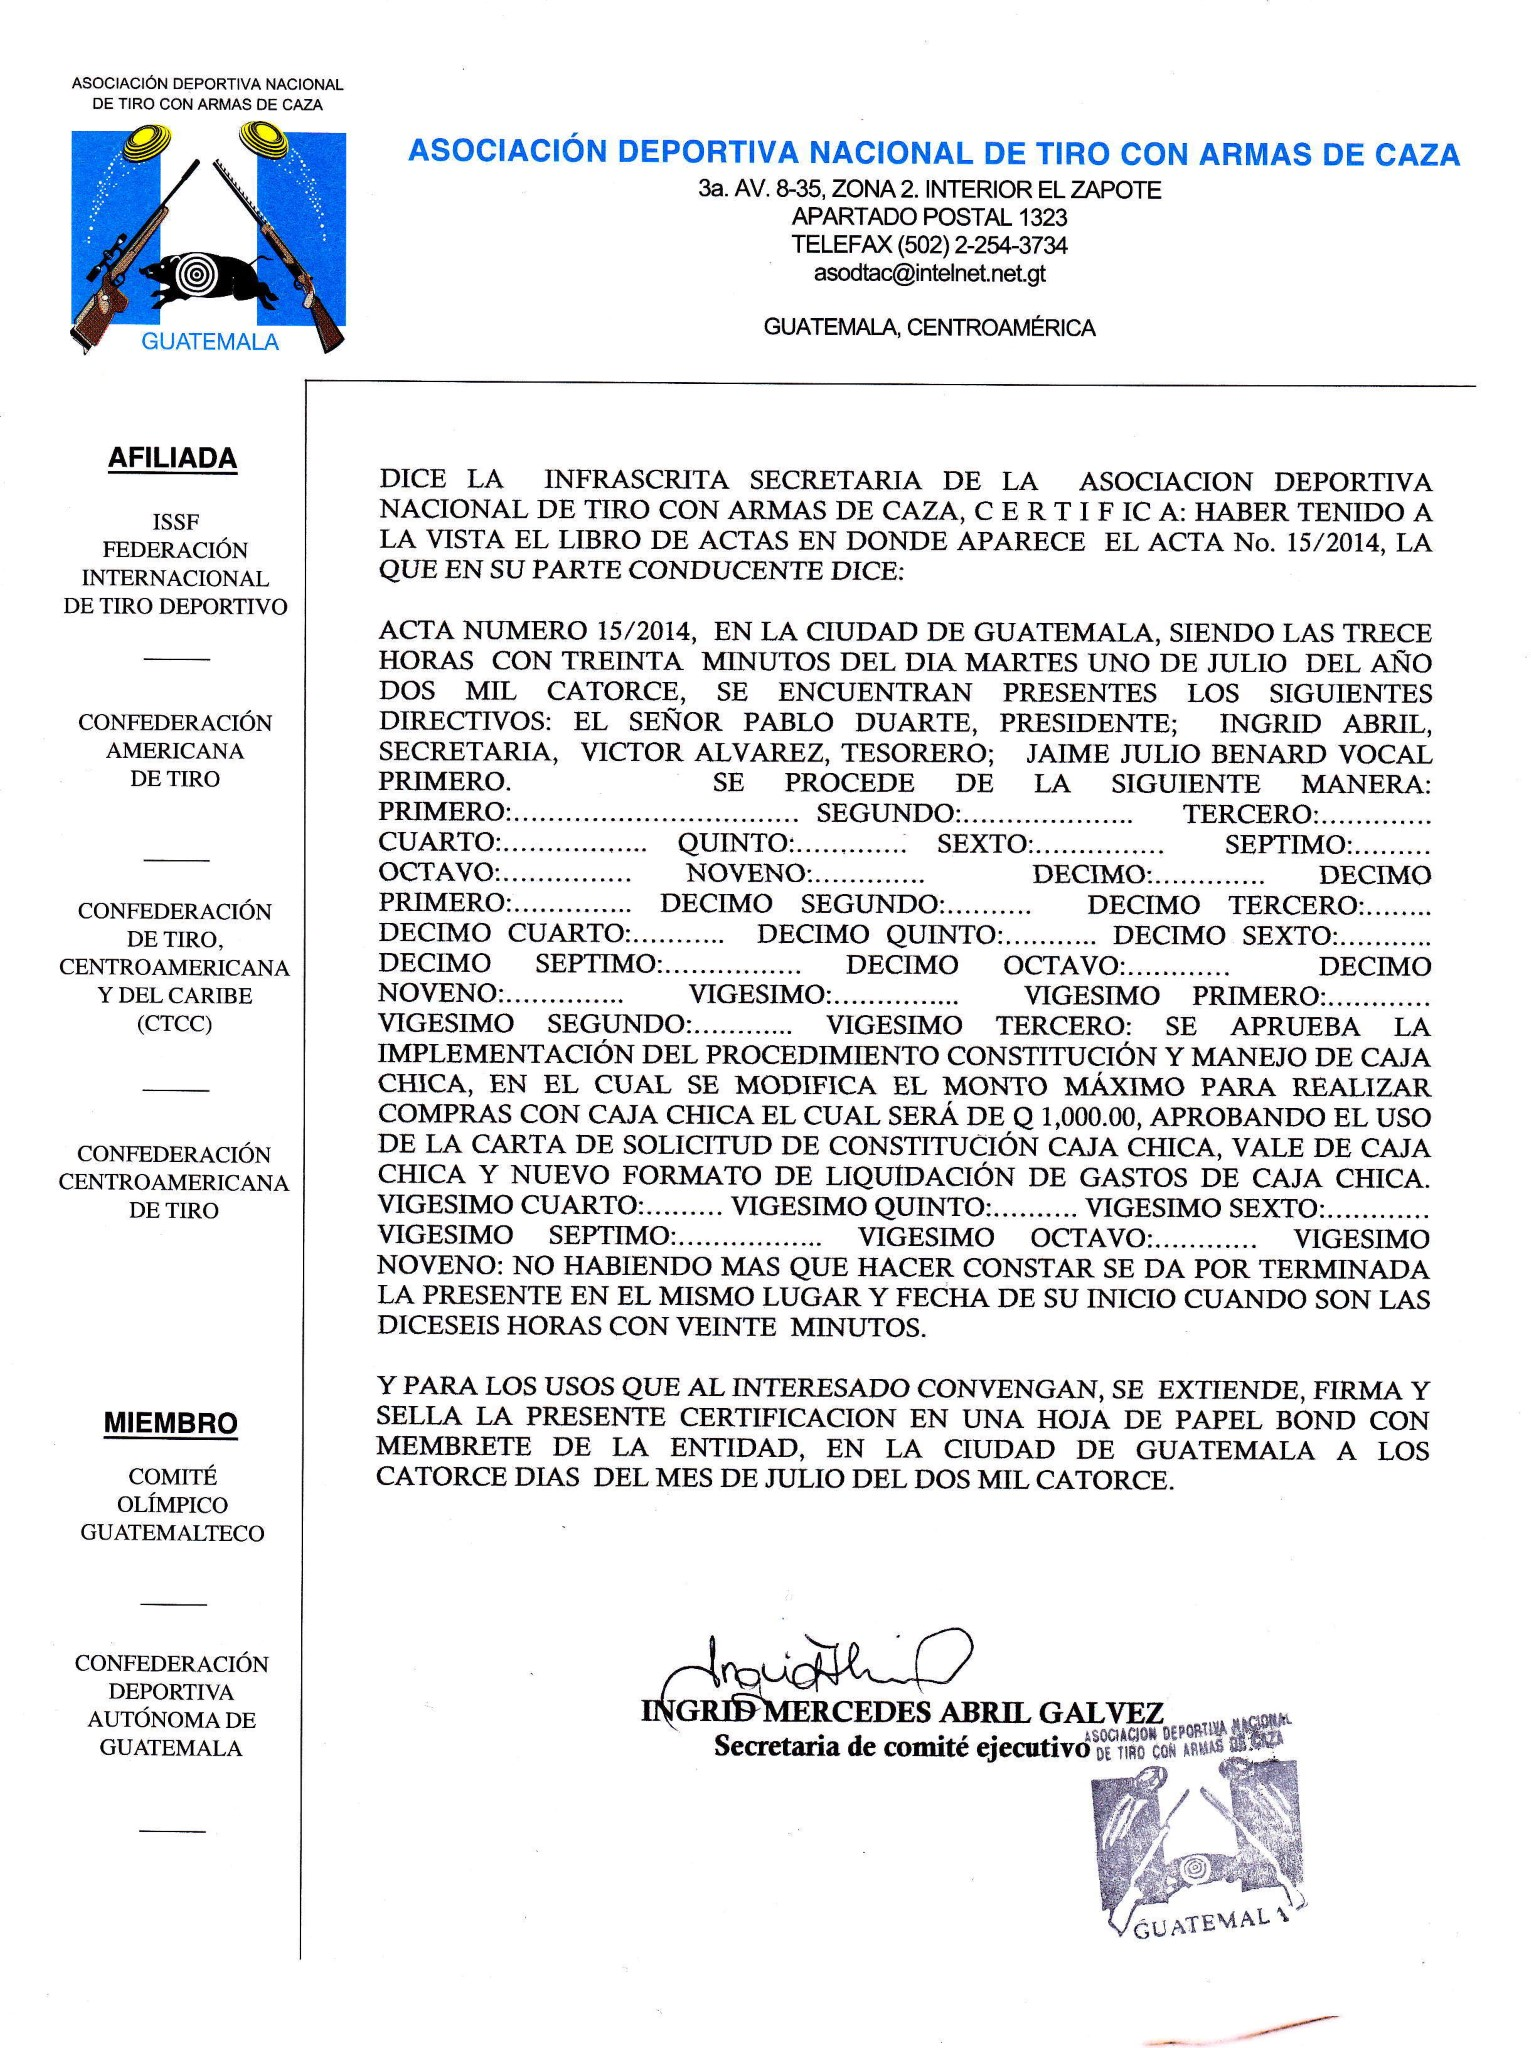 ASOCIACIÓN DEPORTIVA NACIONAL
DE TIRO CON ARMAS DE CAZA
GUATEMALA
ASOCIACIÓN DEPORTIVA NACIONAL DE TIRO CON ARMAS DE CAZA
3a. AV. 8-35, ZONA 2. INTERIOR EL ZAPOTE
APARTADO POSTAL 1323
TELEFAX (502) 2-254-3734
asodtac@intelnet.net.gt
GUATEMALA, CENTROAMÉRICA
AFILIADA
ISSF
FEDERACIÓN
INTERNACIONAL
DE TIRO DEPORTIVO
CONFEDERACIÓN
AMERICANA
DE TIRO
CONFEDERACIÓN
DE TIRO,
CENTROAMERICANA
Y DEL CARIBE
(CTCC)
CONFEDERACIÓN
CENTROAMERICANA
DE TIRO
MIEMBRO
COMITÉ
OLÍMPICO
GUATEMALTECO
CONFEDERACIÓN
DEPORTIVA
AUTÓNOMA DE
GUATEMALA
DICE LA INFRASCRITA SECRETARIA DE LA ASOCIACION DEPORTIVA
NACIONAL DE TIRO CON ARMAS DE CAZA, C E R T I F IC A: HABER TENIDO A
LA VISTA EL LIBRO DE ACTAS EN DONDE APARECE EL ACTA No. 15/2014, LA
QUE EN SU PARTE CONDUCENTE DICE:
ACTA NUMERO 15/2014, EN LA CIUDAD DE GUATEMALA, SIENDO LAS TRECE
HORAS CON TREINTA MINUTOS DEL DIA MARTES UNO DE JULIO DEL AÑO
DOS MIL CATORCE, SE ENCUENTRAN PRESENTES LOS SIGUIENTES
DIRECTIVOS: EL SEÑOR PABLO DUARTE, PRESIDENTE; INGRID ABRIL,
SECRETARIA, VICTOR ALVAREZ, TESORERO; JAIME JULIO BENARD VOCAL
PRIMERO. SE PROCEDE DE LA SIGUIENTE MANERA:
PRIMERO:.............................. SEGUNDO:.................... TERCERO:.............
CUARTO:................. QUINTO:............. SEXTO:............... SEPTIMO:.........
OCTAVO:............... NOVENO:............. DECIMO:............. DECIMO
PRIMERO:.............. DECIMO SEGUNDO:.......... DECIMO TERCERO:........
DECIMO CUARTO:........... DECIMO QUINTO:........... DECIMO SEXTO:...........
DECIMO SEPTIMO:................ DECIMO OCTAVO:............ DECIMO
NOVENO:.............. VIGESIMO:............... VIGESIMO PRIMERO:............
VIGESIMO SEGUNDO:............ VIGESIMO TERCERO: SE APRUEBA LA
IMPLEMENTACIÓN DEL PROCEDIMIENTO CONSTITUCIÓN Y MANEJO DE CAJA
CHICA, EN EL CUAL SE MODIFICA EL MONTO MÁXIMO PARA REALIZAR
COMPRAS CON CAJA CHICA EL CUAL SERÁ DE Q 1,000.00, APROBANDO EL USO
DE LA CARTA DE SOLICITUD DE CONSTITUCIÓN CAJA CHICA, VALE DE CAJA
CHICA Y NUEVO FORMATO DE LIQUIDACIÓN DE GASTOS DE CAJA CHICA.
VIGESIMO CUARTO:......... VIGESIMO QUINTO:.......... VIGESIMO SEXTO:............
VIGESIMO SEPTIMO:................. VIGESIMO OCTAVO:............ VIGESIMO
NOVENO: NO HABIENDO MAS QUE HACER CONSTAR SE DA POR TERMINADA
LA PRESENTE EN EL MISMO LUGAR Y FECHA DE SU INICIO CUANDO SON LAS
DICESEIS HORAS CON VEINTE MINUTOS.
Y PARA LOS USOS QUE AL INTERESADO CONVENGAN, SE EXTIENDE, FIRMA Y
SELLA LA PRESENTE CERTIFICACION EN UNA HOJA DE PAPEL BOND CON
MEMBRETE DE LA ENTIDAD, EN LA CIUDAD DE GUATEMALA A LOS
CATORCE DIAS DEL MES DE JULIO DEL DOS MIL CATORCE.
INGRID MERCEDES ABRIL GALVEZ
Secretaria de comité ejecutivo
ASOCIACION DEPORTIVA NACIONAL
DE TIRO CON ARMAS DE CAZA
GUATEMALA